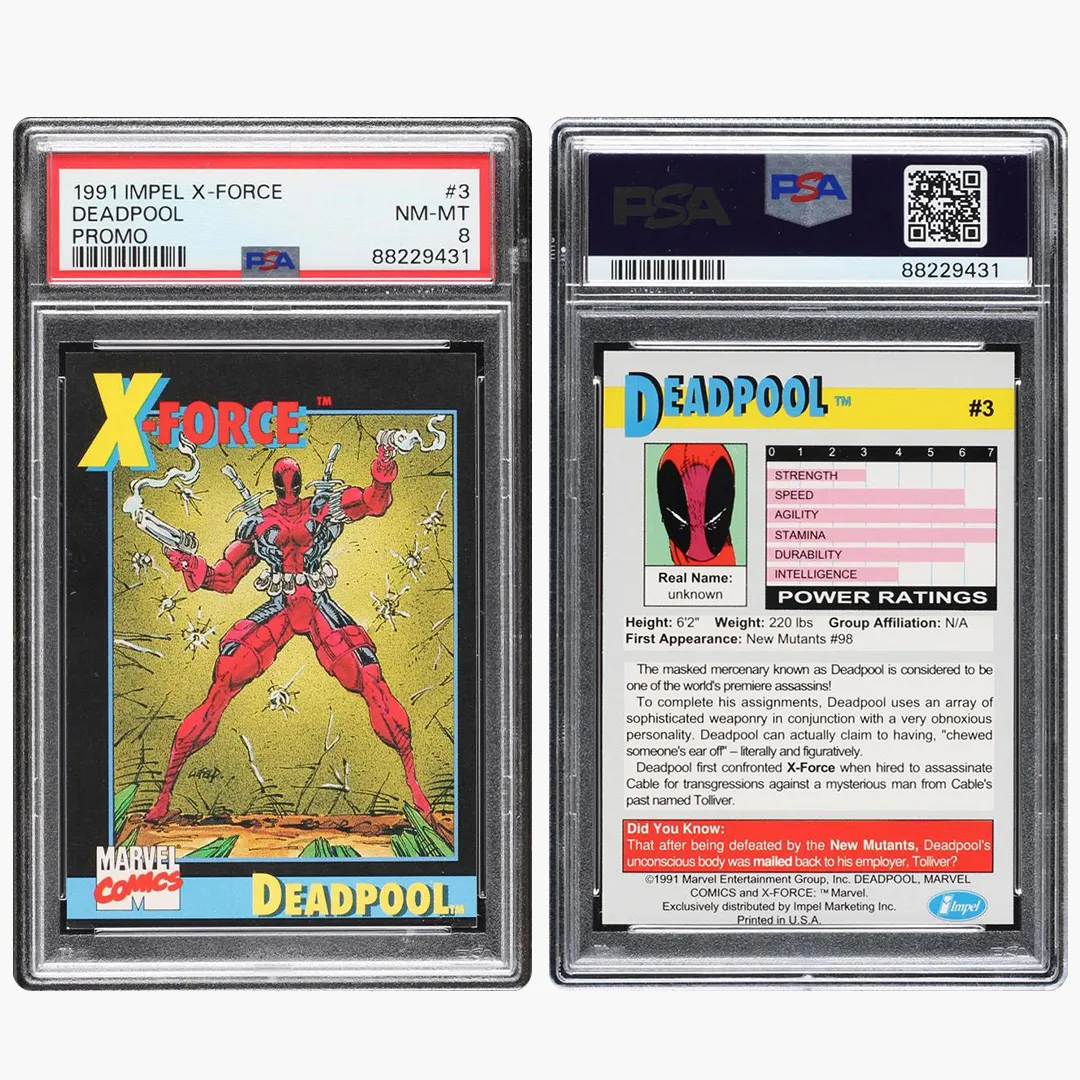 1991 IMPEL X-FORCE #3
DEADPOOL NM-MT
PROMO 8
PSA 88229431
X-FORCE™
LIEFELD.
MARVEL
COMICS
M
DEADPOOL™
PSA PSA
88229431
DEADPOOL™
#3
0 1 2 3 4 5 6 7
STRENGTH
SPEED
AGILITY
STAMINA
DURABILITY
INTELLIGENCE
POWER RATINGS
Real Name:
unknown
Height: 6'2" Weight: 220 lbs Group Affiliation: N/A
First Appearance: New Mutants #98
The masked mercenary known as Deadpool is considered to be
one of the world's premiere assassins!
To complete his assignments, Deadpool uses an array of
sophisticated weaponry in conjunction with a very obnoxious
personality. Deadpool can actually claim to having, "chewed
someone's ear off" – literally and figuratively.
Deadpool first confronted X-Force when hired to assassinate
Cable for transgressions against a mysterious man from Cable's
past named Tolliver.
Did You Know:
That after being defeated by the New Mutants, Deadpool's
unconscious body was mailed back to his employer, Tolliver?
©1991 Marvel Entertainment Group, Inc. DEADPOOL, MARVEL
COMICS and X-FORCE: ™ Marvel.
Exclusively distributed by Impel Marketing Inc.
Printed in U.S.A.
Impel